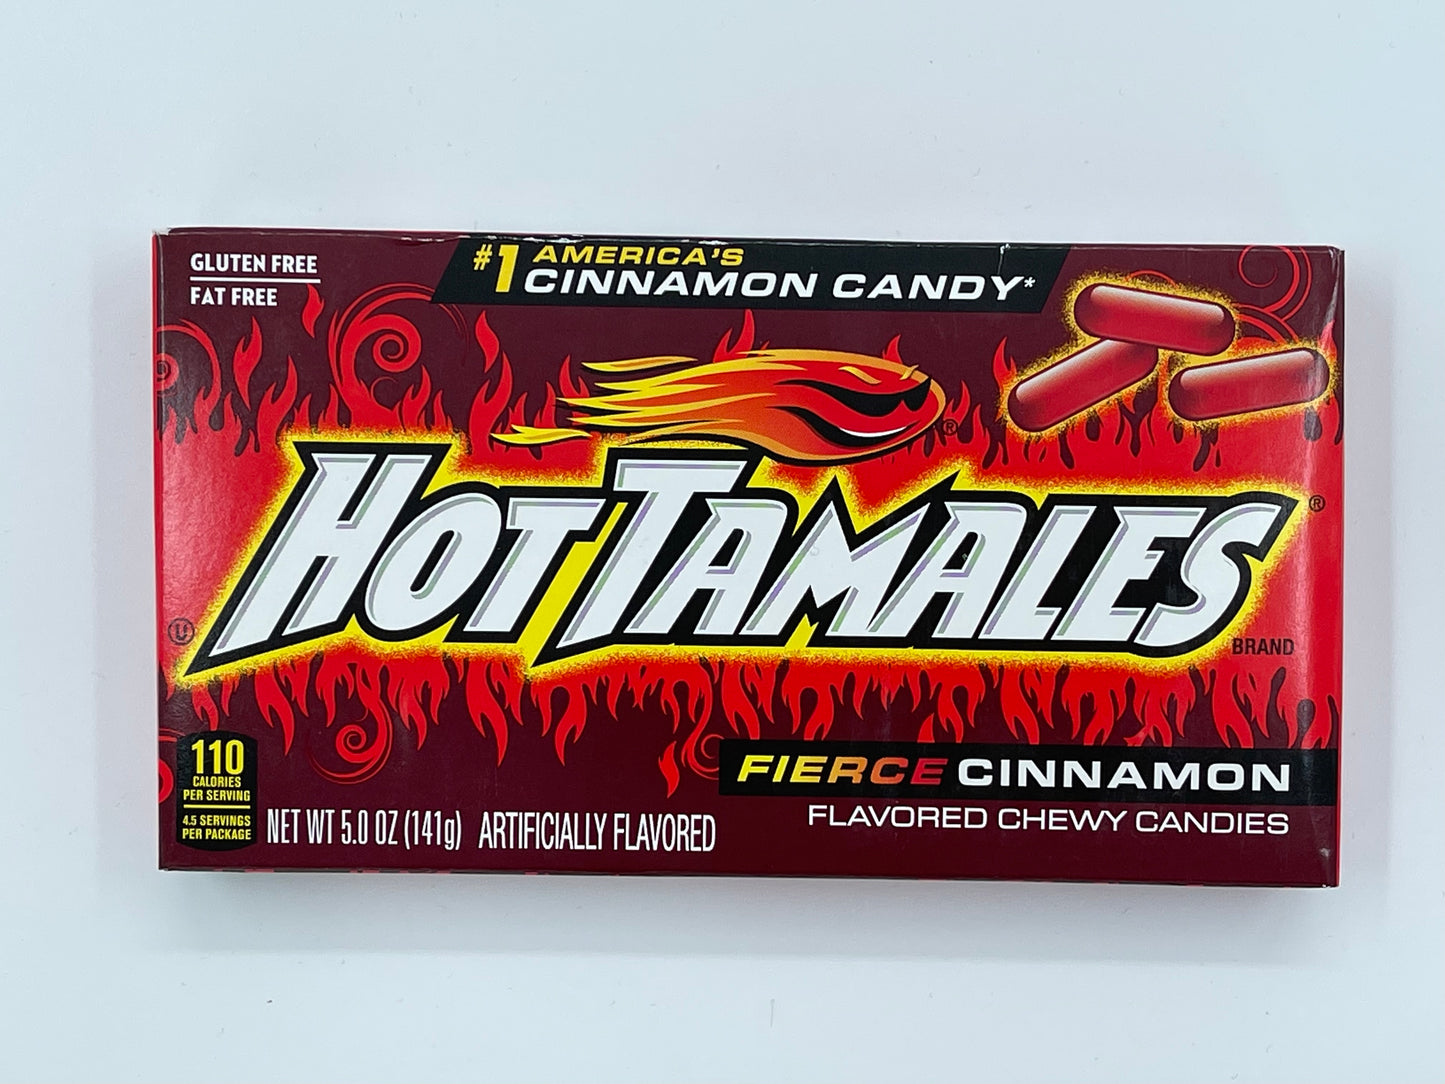 GLUTEN FREE
FAT FREE
#1 AMERICA'S
CINNAMON CANDY*
®
HOT TAMALES®
BRAND
U
FIERCE CINNAMON
FLAVORED CHEWY CANDIES
110
CALORIES
PER SERVING
4.5 SERVINGS
PER PACKAGE
NET WT 5.0 OZ (141g) ARTIFICIALLY FLAVORED